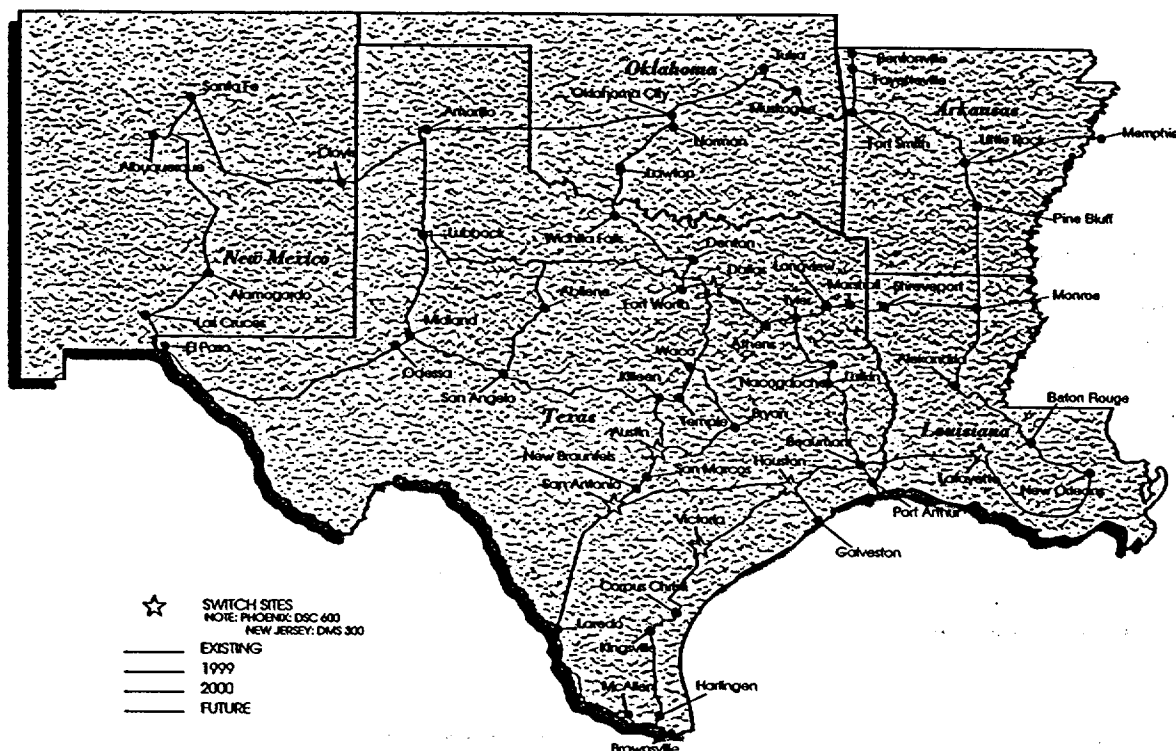 Tulsa
Bentonville
Oklahoma
Fayetteville
Santa Fe
Oklahoma City
Muskogee
Arkansas
Amarillo
Little Rock
Memphis
Norman
Fort Smith
Clovis
Albuquerque
Lawton
Pine Bluff
Lubbock
Wichita Falls
Denton
New Mexico
Dallas
Longview
Marshall
Shreveport
Monroe
Alamagordo
Abilene
Fort Worth
Tyler
Las Cruces
Midland
El Paso
Athens
Waco
Alexandria
Odessa
Killeen
Nacogdoches
Lufkin
San Angelo
Baton Rouge
Texas
Temple
Bryan
Louisiana
Austin
Beaumont
New Braunfels
San Marcos
Houston
San Antonio
Lafayette
New Orleans
Victoria
Port Arthur
Galveston
Corpus Christi
SWITCH SITES
NOTE: PHOENIX: DSC 600
NEW JERSEY: DMS 300
Laredo
Kingsville
EXISTING
1999
2000
McAllen
Harlingen
FUTURE
Brownsville